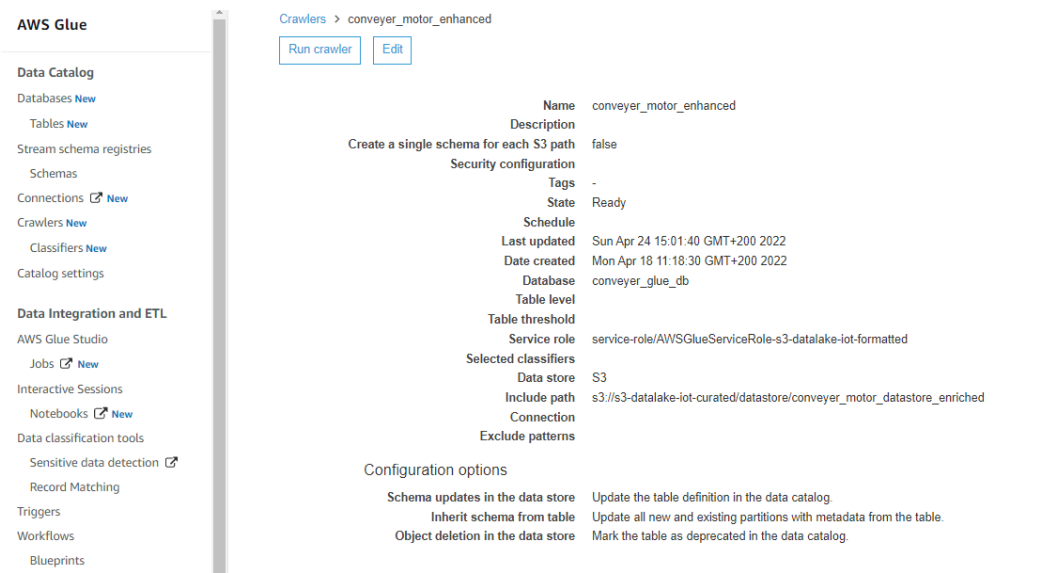 AWS Glue
Data Catalog
Databases New
Tables New
Stream schema registries
Schemas
Connections New
Crawlers New
Classifiers New
Catalog settings
Data Integration and ETL
AWS Glue Studio
Jobs New
Interactive Sessions
Notebooks New
Data classification tools
Sensitive data detection
Record Matching
Triggers
Workflows
Blueprints
Crawlers > conveyer_motor_enhanced
Run crawler Edit
Name conveyer_motor_enhanced
Description
Create a single schema for each S3 path false
Security configuration
Tags -
State Ready
Schedule
Last updated Sun Apr 24 15:01:40 GMT+200 2022
Date created Mon Apr 18 11:18:30 GMT+200 2022
Database conveyer_glue_db
Table level
Table threshold
Service role service-role/AWSGlueServiceRole-s3-datalake-iot-formatted
Selected classifiers
Data store S3
Include path s3://s3-datalake-iot-curated/datastore/conveyer_motor_datastore_enriched
Connection
Exclude patterns
Configuration options
Schema updates in the data store Update the table definition in the data catalog.
Inherit schema from table Update all new and existing partitions with metadata from the table.
Object deletion in the data store Mark the table as deprecated in the data catalog.